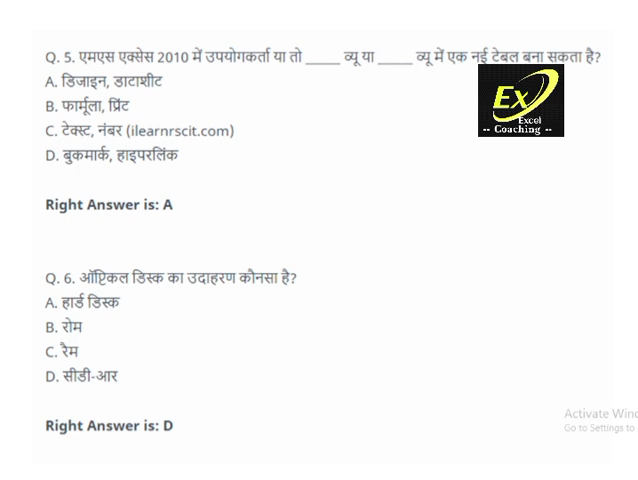 Q. 5. एमएस एक्सेस 2010 में उपयोगकर्ता या तो _____ व्यू या _____ व्यू में एक नई टेबल बना सकता है?
A. डिजाइन, डाटाशीट
B. फार्मूला, प्रिंट
C. टेक्स्ट, नंबर (ilearnrscit.com)
D. बुकमार्क, हाइपरलिंक
Ex
Excel
-- Coaching --
Right Answer is: A
Q. 6. ऑप्टिकल डिस्क का उदाहरण कौनसा है?
A. हार्ड डिस्क
B. रोम
C. रैम
D. सीडी-आर
Right Answer is: D
Activate Wind
Go to Settings to